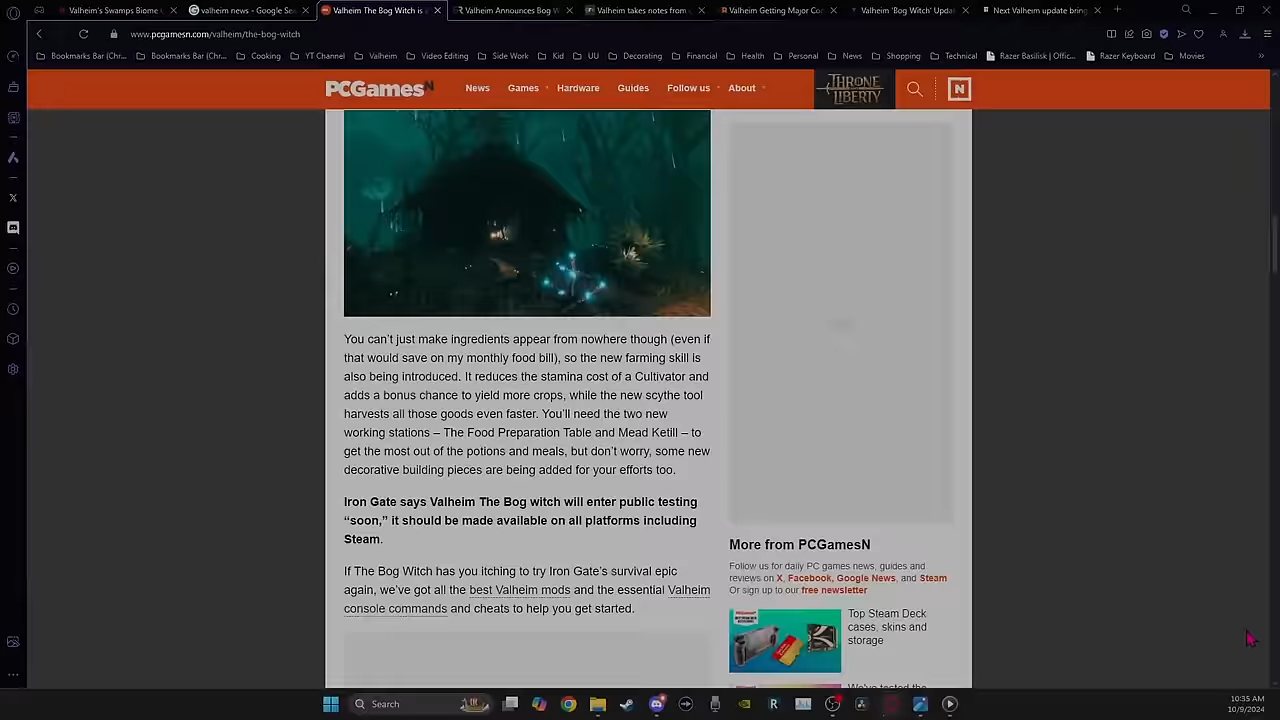 Valheim's Swamps Biome
valheim news - Google Se
Valheim The Bog Witch is
Valheim Announces Bog W
Valheim takes notes from
Valheim Getting Major Co
Valheim 'Bog Witch' Upda
Next Valheim update bring
www.pcgamesn.com/valheim/the-bog-witch
Bookmarks Bar (Chr... Bookmarks Bar (Chr... Cooking YT Channel Valheim Video Editing Side Work Kid UU Decorating Financial Health Personal News Shopping Technical Razer Basilisk | Offic... Razer Keyboard Movies
PCGamesN News Games Hardware Guides Follow us About THRONE LIBERTY N
You can't just make ingredients appear from nowhere though (even if
that would save on my monthly food bill), so the new farming skill is
also being introduced. It reduces the stamina cost of a Cultivator and
adds a bonus chance to yield more crops, while the new scythe tool
harvests all those goods even faster. You'll need the two new
working stations – The Food Preparation Table and Mead Ketill – to
get the most out of the potions and meals, but don't worry, some new
decorative building pieces are being added for your efforts too.
Iron Gate says Valheim The Bog witch will enter public testing
“soon,” it should be made available on all platforms including
Steam.
If The Bog Witch has you itching to try Iron Gate's survival epic
again, we've got all the best Valheim mods and the essential Valheim
console commands and cheats to help you get started.
More from PCGamesN
Follow us for daily PC games news, guides and
reviews on X, Facebook, Google News, and Steam
Or sign up to our free newsletter
Top Steam Deck
cases, skins and
storage
We've tested the
Search
10:35 AM
10/9/2024